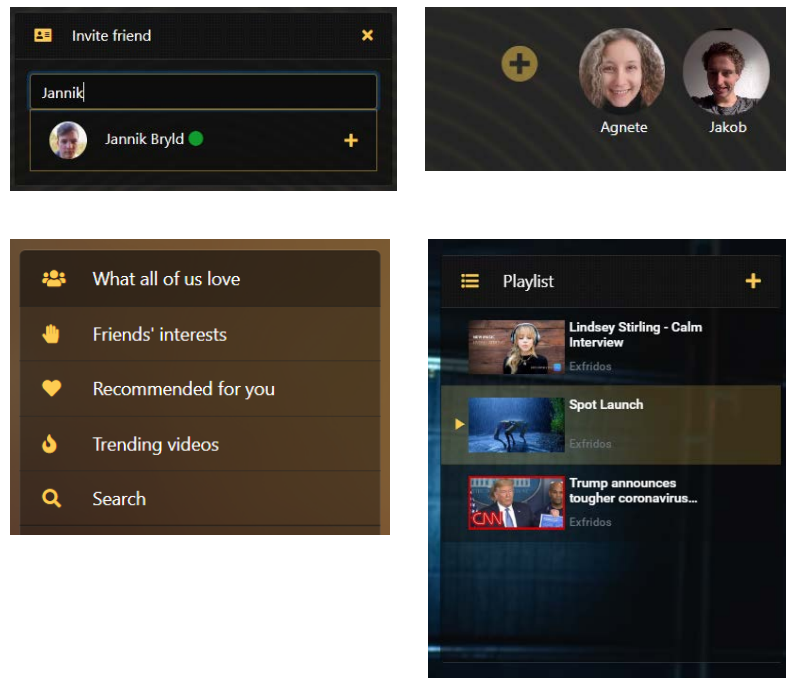 Invite friend
Jannik
Jannik Bryld
Agnete
Jakob
What all of us love
Friends' interests
Recommended for you
Trending videos
Search
Playlist
Lindsey Stirling - Calm
Interview
Exfridos
Spot Launch
Exfridos
Trump announces
tougher coronavirus...
Exfridos
CNN